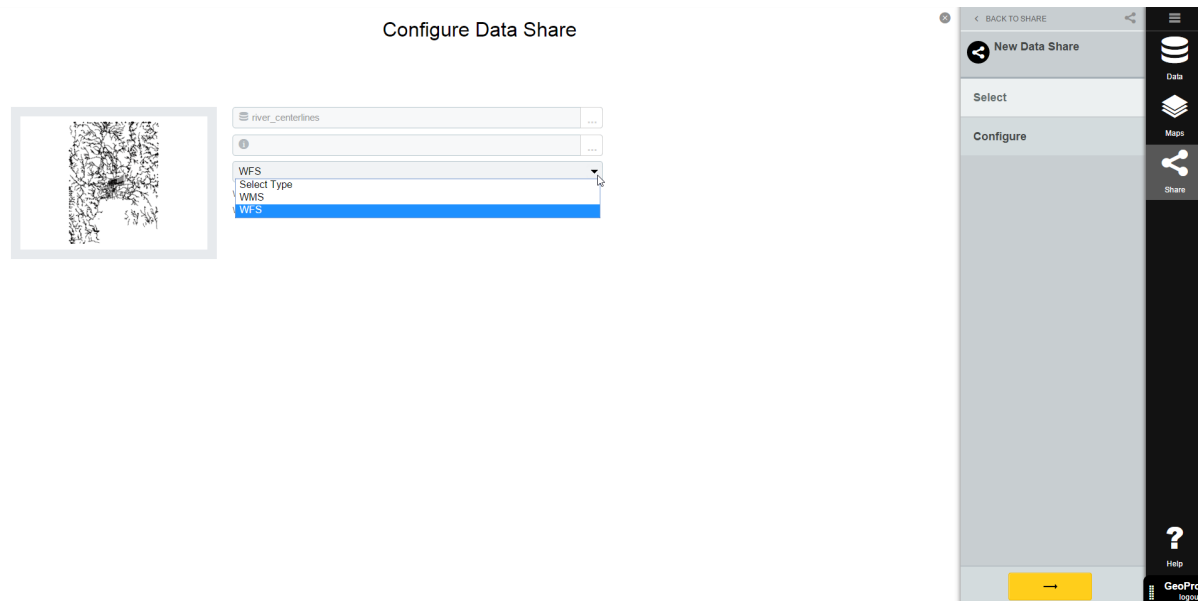 Configure Data Share
river_centerlines
...
...
WFS
Select Type
WMS
WFS
BACK TO SHARE
New Data Share
Select
Configure
Data
Maps
Share
?
Help
GeoPro
logou